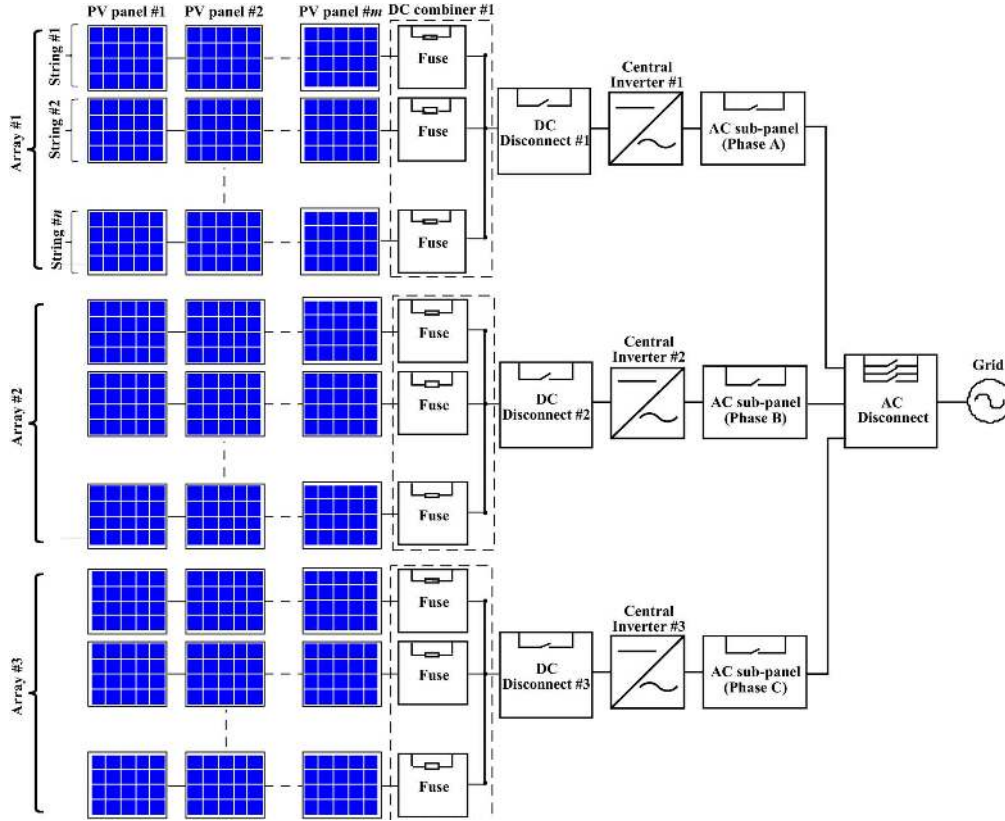 PV panel #1 PV panel #2 PV panel #m DC combiner #1
Array #1
String #1
String #2
String #n
Fuse
Fuse
Fuse
DC
Disconnect #1
Central
Inverter #1
AC sub-panel
(Phase A)
Array #2
Fuse
Fuse
Fuse
DC
Disconnect #2
Central
Inverter #2
AC sub-panel
(Phase B)
AC
Disconnect
Grid
Array #3
Fuse
Fuse
Fuse
DC
Disconnect #3
Central
Inverter #3
AC sub-panel
(Phase C)